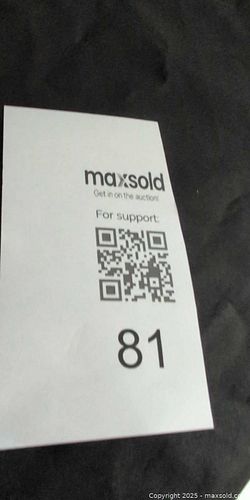 maxsold
Get in on the auction!
For support:
81
Copyright 2025 - maxsold.c